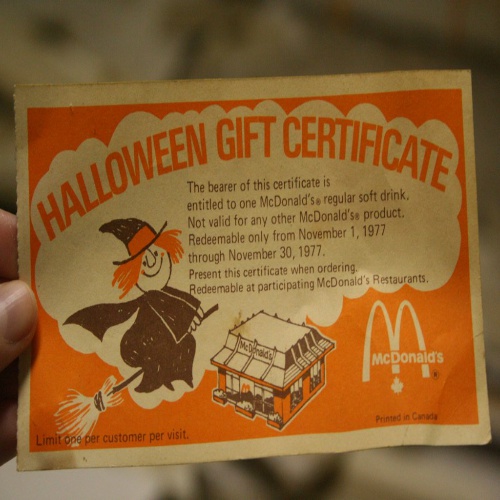 HALLOWEEN GIFT CERTIFICATE
The bearer of this certificate is
entitled to one McDonald's® regular soft drink.
Not valid for any other McDonald's® product.
Redeemable only from November 1, 1977
through November 30, 1977.
Present this certificate when ordering.
Redeemable at participating McDonald's Restaurants.
McDonald's
McDonald's®
Printed in Canada
Limit one per customer per visit.